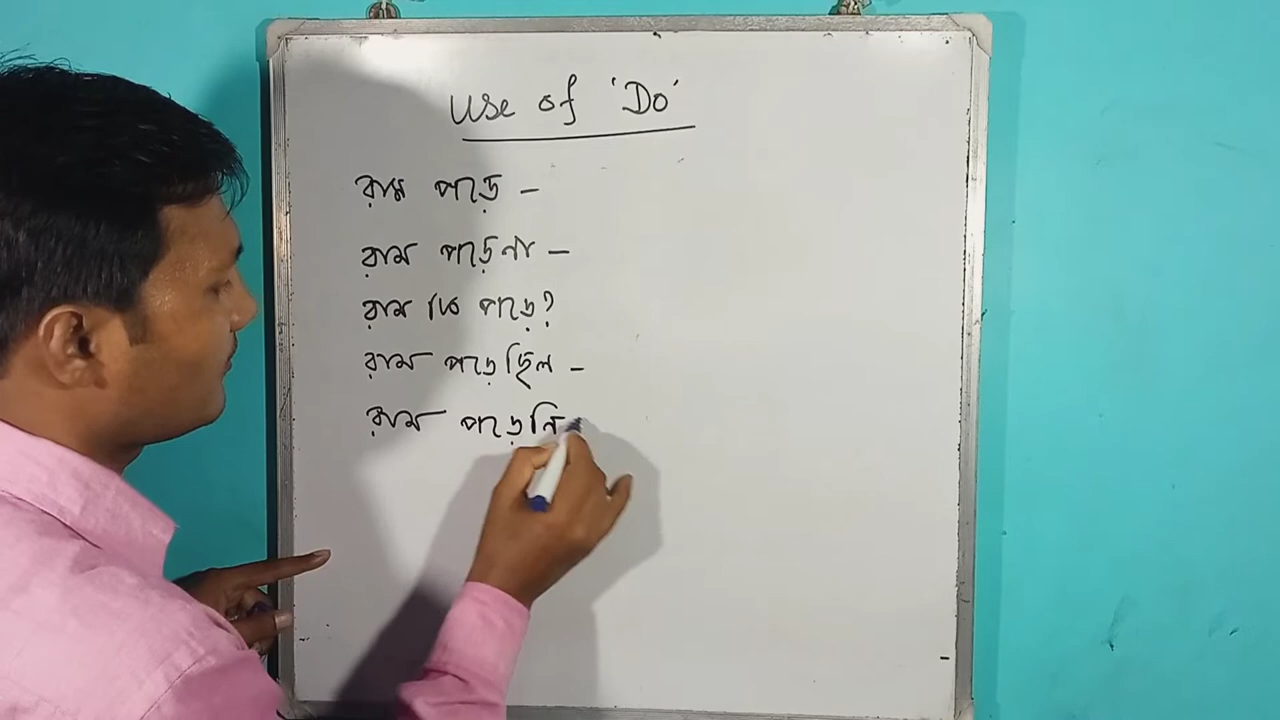 Use of 'Do'
রাম পড়ে –
রাম পড়েনা –
রাম কি পড়ে?
রাম পড়েছিল –
রাম পড়েনি